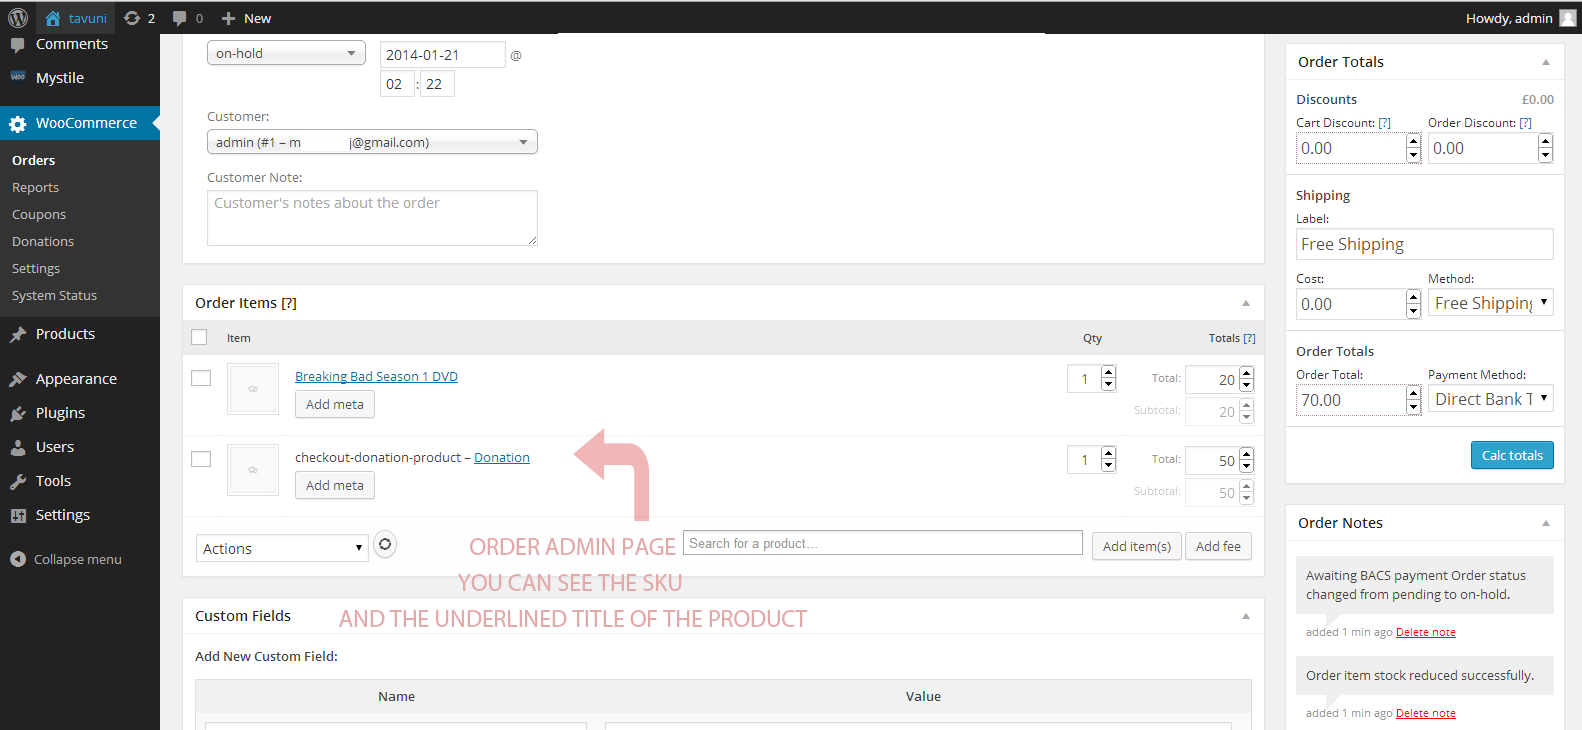 tavuni 2 0 New Howdy, admin
Comments
Mystile
WooCommerce
Orders
Reports
Coupons
Donations
Settings
System Status
Products
Appearance
Plugins
Users
Tools
Settings
Collapse menu
on-hold 2014-01-21 @
02 : 22
Customer:
admin (#1 – m j@gmail.com)
Customer Note:
Customer's notes about the order
Order Items [?]
Item Qty Totals [?]
Breaking Bad Season 1 DVD 1 Total: 20
Add meta Subtotal: 20
checkout-donation-product – Donation 1 Total: 50
Add meta Subtotal: 50
Actions Search for a product... Add item(s) Add fee
ORDER ADMIN PAGE
YOU CAN SEE THE SKU
AND THE UNDERLINED TITLE OF THE PRODUCT
Custom Fields
Add New Custom Field:
Name Value
Order Totals
Discounts £0.00
Cart Discount: [?] Order Discount: [?]
0.00 0.00
Shipping
Label:
Free Shipping
Cost: Method:
0.00 Free Shipping
Order Totals
Order Total: Payment Method:
70.00 Direct Bank T
Calc totals
Order Notes
Awaiting BACS payment Order status
changed from pending to on-hold.
added 1 min ago Delete note
Order item stock reduced successfully.
added 1 min ago Delete note